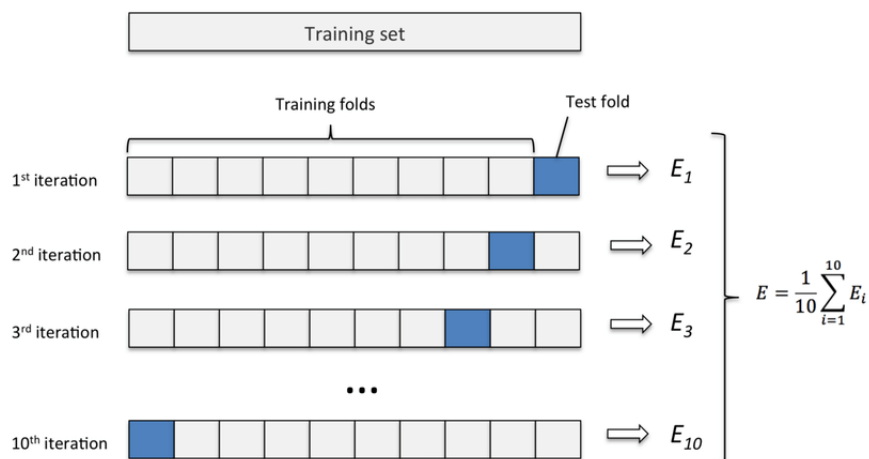 Training set
Training folds
Test fold
1st iteration
E1
2nd iteration
E2
3rd iteration
E3
E = 1/10 ∑ i=1 10 Ei
...
10th iteration
E10